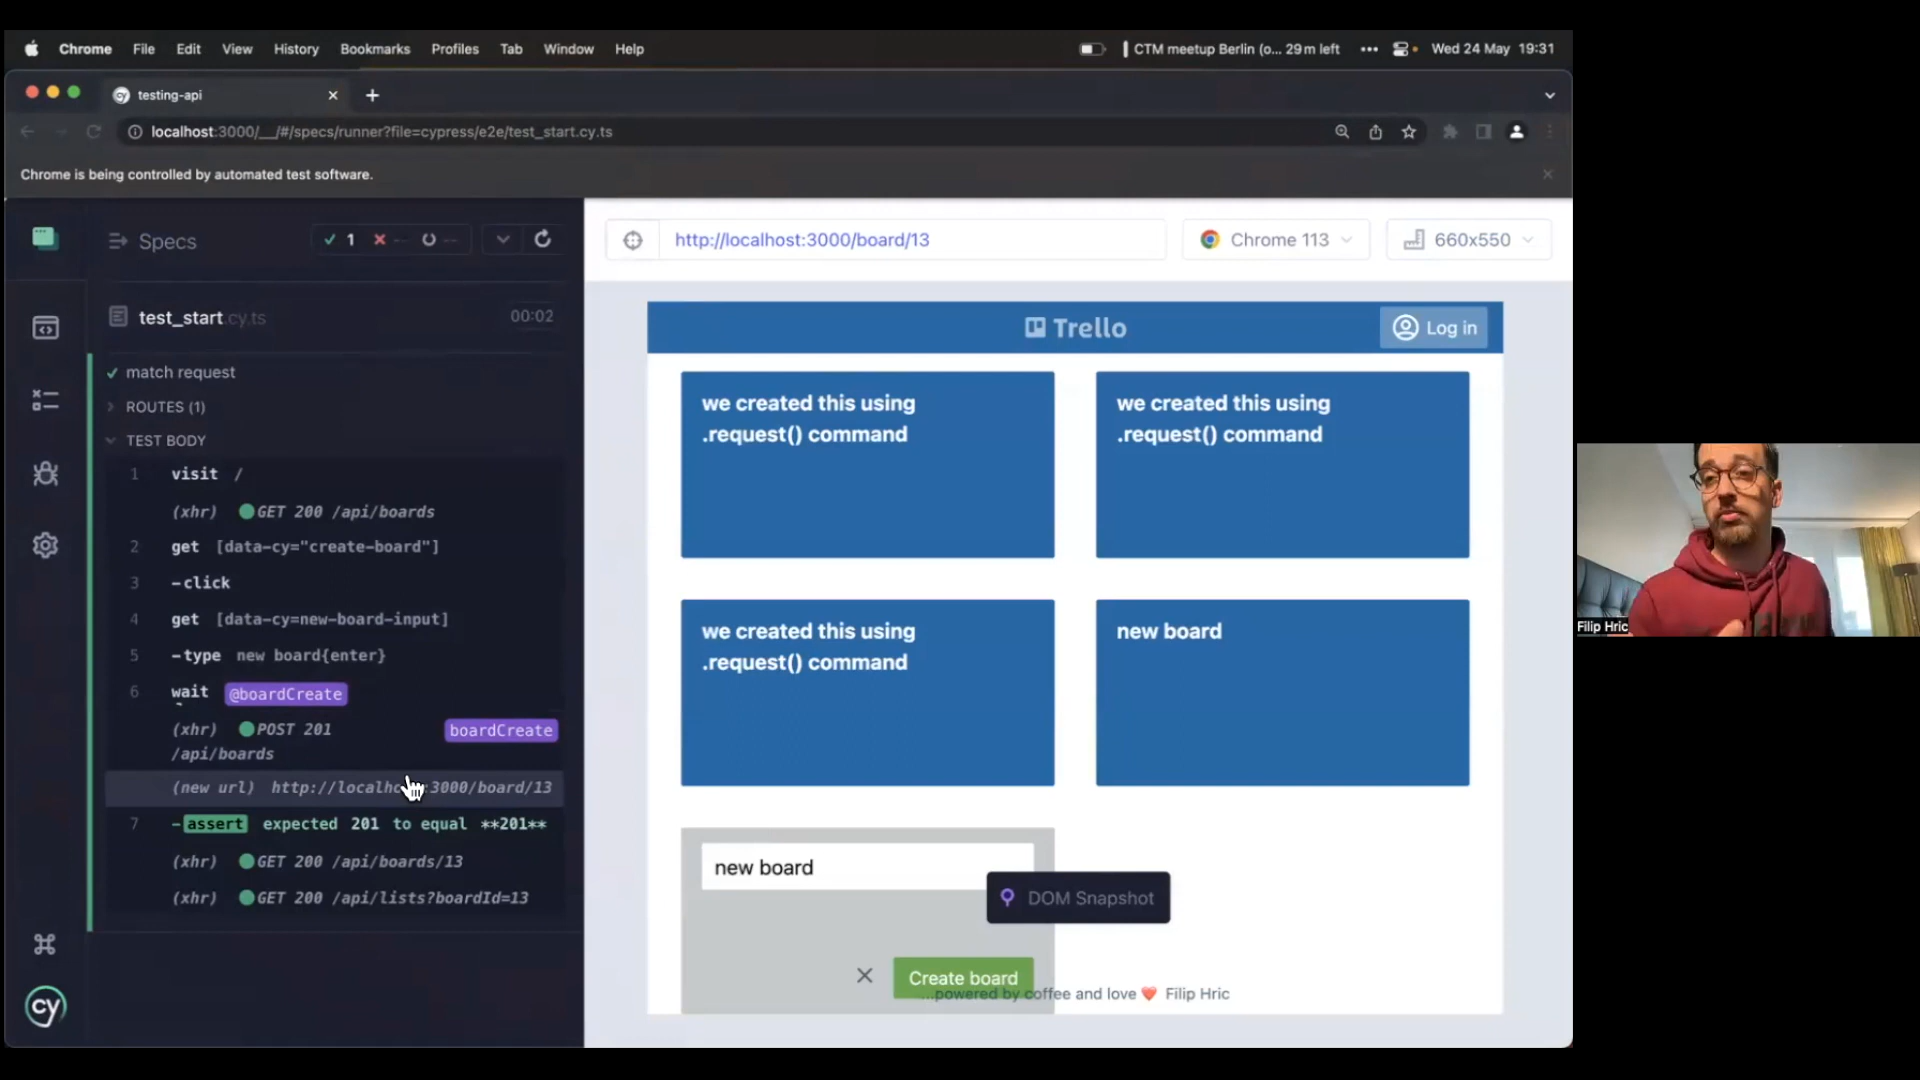 Chrome File Edit View History Bookmarks Profiles Tab Window Help
CTM meetup Berlin (o... 29 m left ••• Wed 24 May 19:31
testing-api
localhost:3000/__/#/specs/runner?file=cypress/e2e/test_start.cy.ts
Chrome is being controlled by automated test software.
Specs
1 -- --
http://localhost:3000/board/13
Chrome 113
660x550
test_start.cy.ts 00:02
match request
ROUTES (1)
TEST BODY
1 visit /
(xhr) GET 200 /api/boards
2 get [data-cy="create-board"]
3 -click
4 get [data-cy=new-board-input]
5 -type new board{enter}
6 wait @boardCreate
(xhr) POST 201 boardCreate
/api/boards
(new url) http://localho 3000/board/13
7 -assert expected 201 to equal **201**
(xhr) GET 200 /api/boards/13
(xhr) GET 200 /api/lists?boardId=13
cy
Trello
Log in
we created this using
.request() command
we created this using
.request() command
we created this using
.request() command
new board
new board
DOM Snapshot
Create board
...powered by coffee and love ❤️ Filip Hric
Filip Hric